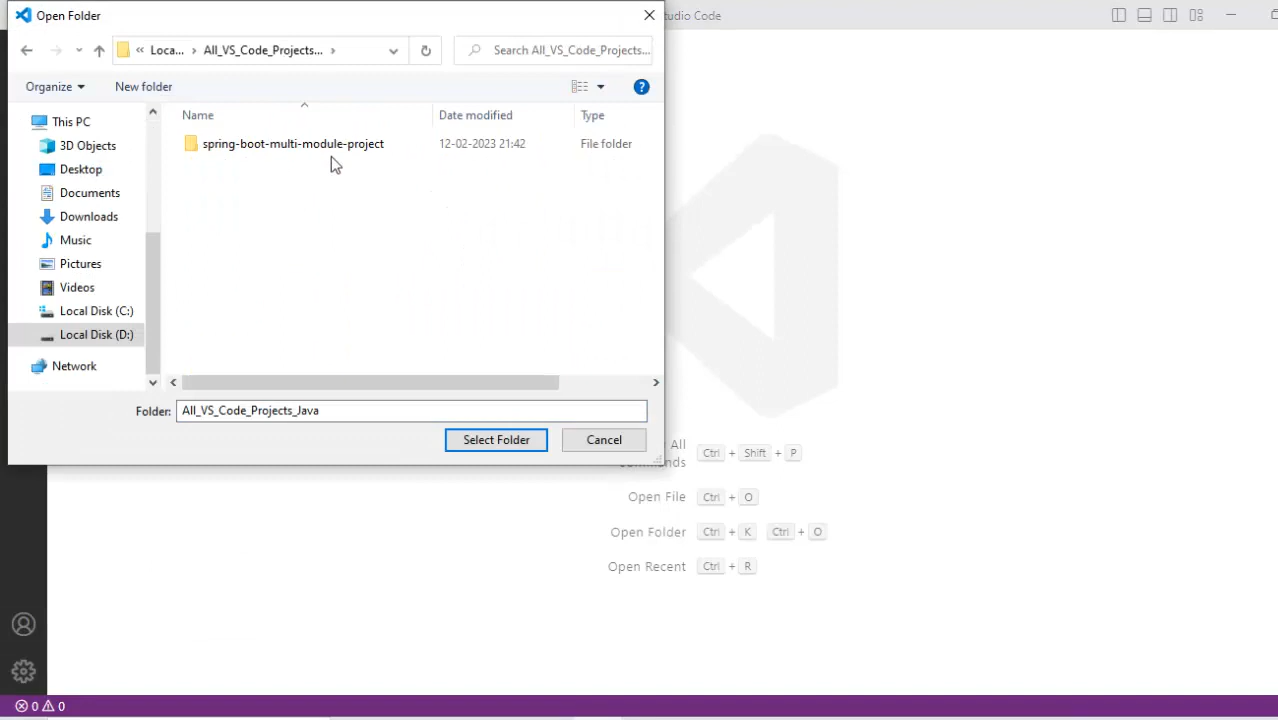 Open Folder
tudio Code
« Loca... > All_VS_Code_Projects... >
Search All_VS_Code_Projects...
Organize
New folder
Name
Date modified
Type
This PC
3D Objects
Desktop
Documents
Downloads
Music
Pictures
Videos
Local Disk (C:)
Local Disk (D:)
Network
spring-boot-multi-module-project 12-02-2023 21:42 File folder
Folder: All_VS_Code_Projects_Java
Select Folder
Cancel
All Ctrl + Shift + P
Open File Ctrl + O
Open Folder Ctrl + K Ctrl + O
Open Recent Ctrl + R
0 0